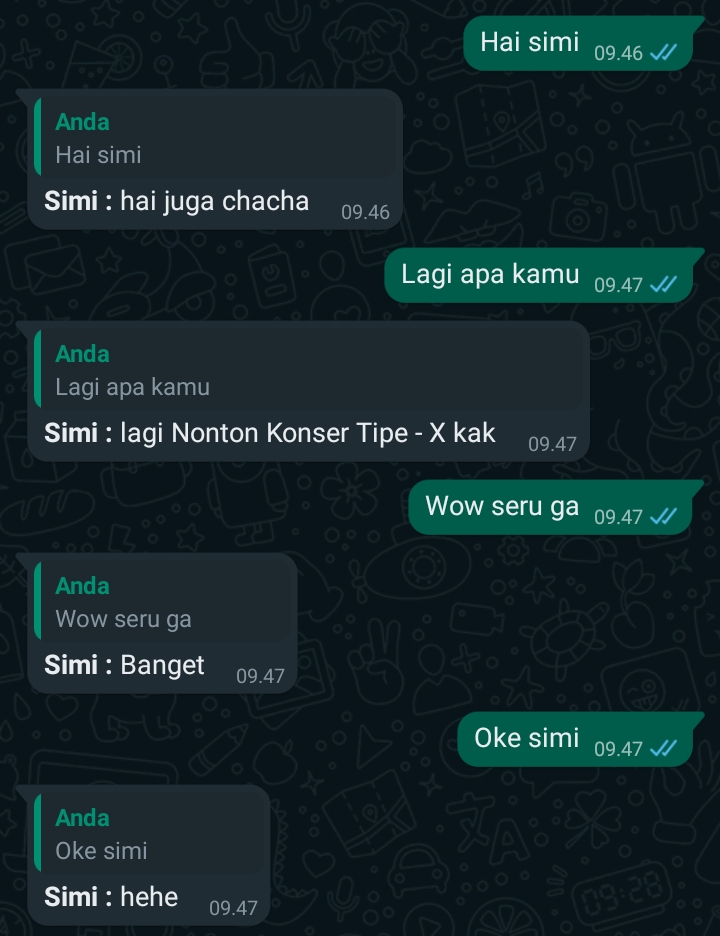 Hai simi 09.46
Anda
Hai simi
Simi : hai juga chacha 09.46
Lagi apa kamu 09.47
Anda
Lagi apa kamu
Simi : lagi Nonton Konser Tipe - X kak 09.47
Wow seru ga 09.47
Anda
Wow seru ga
Simi : Banget 09.47
Oke simi 09.47
Anda
Oke simi
Simi : hehe 09.47
09:28